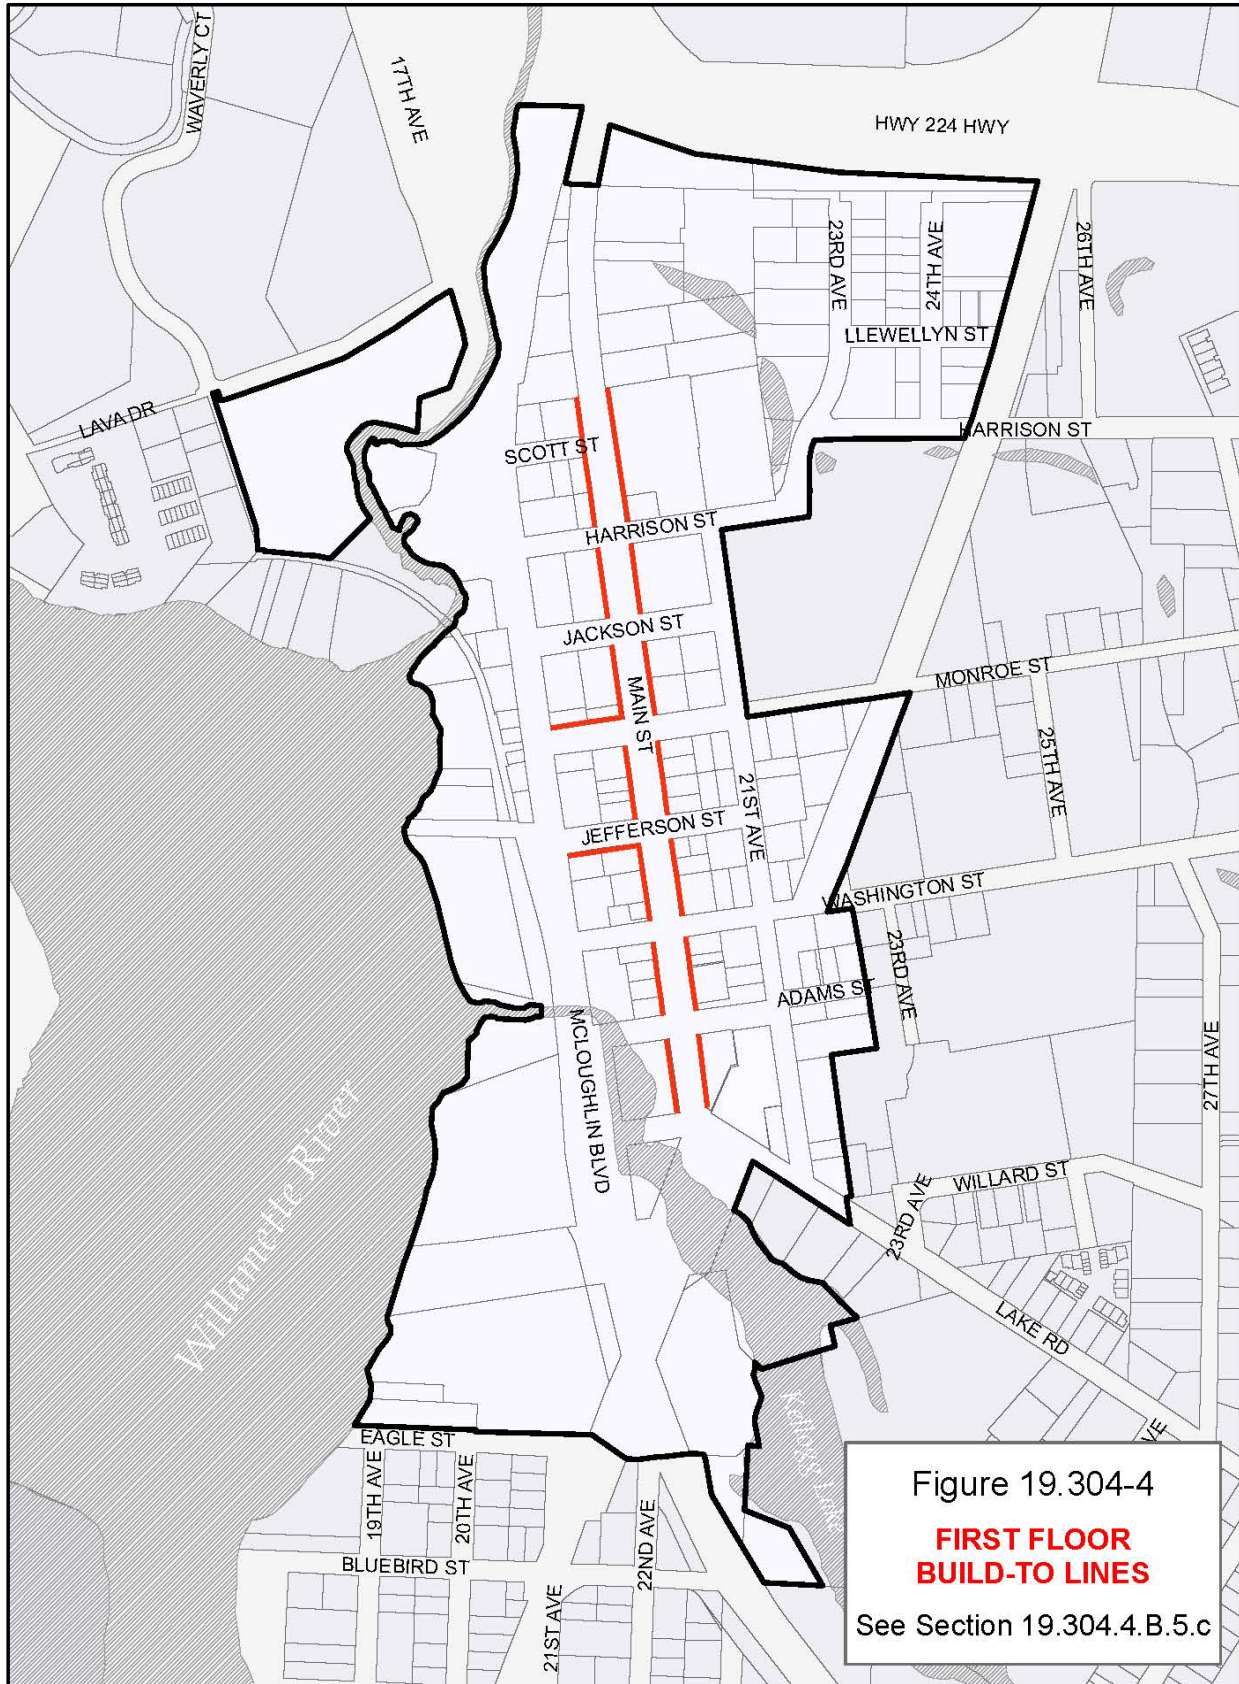 WAVERLY CT
17TH AVE
HWY 224 HWY
23RD AVE
24TH AVE
26TH AVE
LLEWELLYN ST
LAVA DR
SCOTT ST
HARRISON ST
HARRISON ST
JACKSON ST
MAIN ST
MONROE ST
25TH AVE
21ST AVE
JEFFERSON ST
WASHINGTON ST
23RD AVE
ADAMS ST
MCLOUGHLIN BLVD
27TH AVE
Willamette River
WILLARD ST
23RD AVE
LAKE RD
Kellogg Lake
AVE
EAGLE ST
19TH AVE
20TH AVE
22ND AVE
BLUEBIRD ST
21ST AVE
Figure 19.304-4
FIRST FLOOR
BUILD-TO LINES
See Section 19.304.4.B.5.c